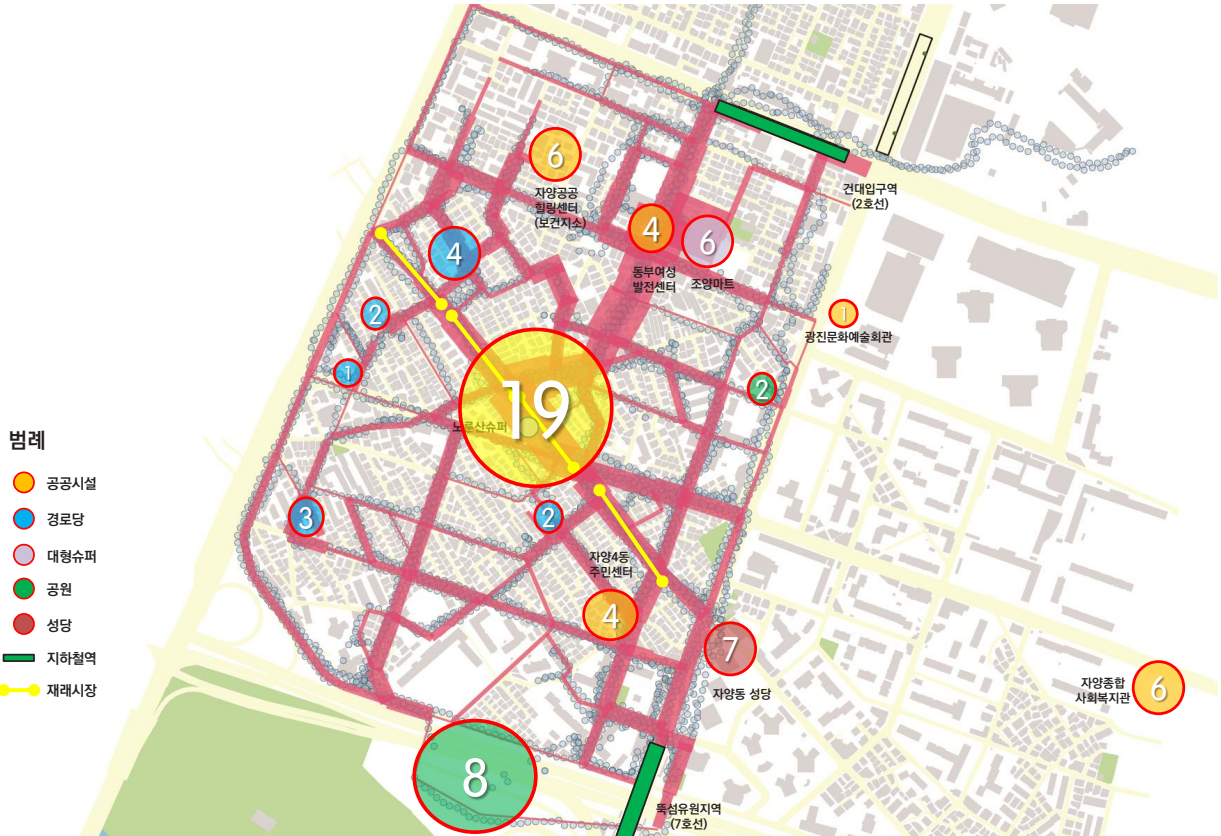 건대입구역
(2호선)
6
자양공공
힐링센터
(보건지소)
4
6
동부여성
발전센터
조양마트
4
2
1
1
광진문화예술회관
2
19
노룬산슈퍼
범례
공공시설
경로당
대형슈퍼
공원
성당
지하철역
재래시장
3
2
자양4동
주민센터
4
7
자양동 성당
자양종합
사회복지관
6
8
뚝섬유원지역
(7호선)